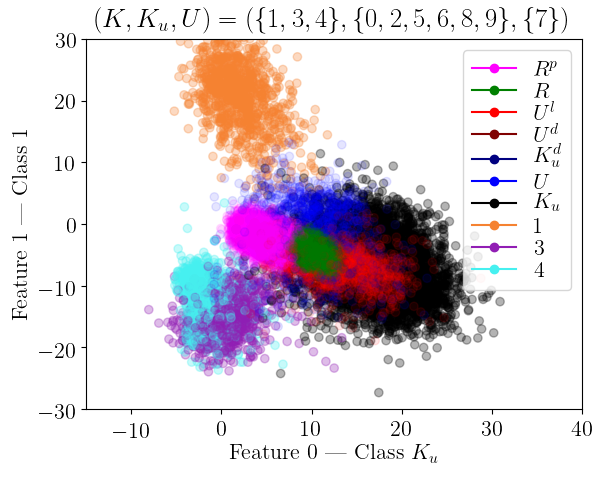 (K, K_u, U) = ({1, 3, 4}, {0, 2, 5, 6, 8, 9}, {7})
30
20
10
0
−10
−20
−30
Feature 1 — Class 1
R^p
R
U^l
U^d
K_u^d
U
K_u
1
3
4
−10
0
10
20
30
40
Feature 0 — Class K_u